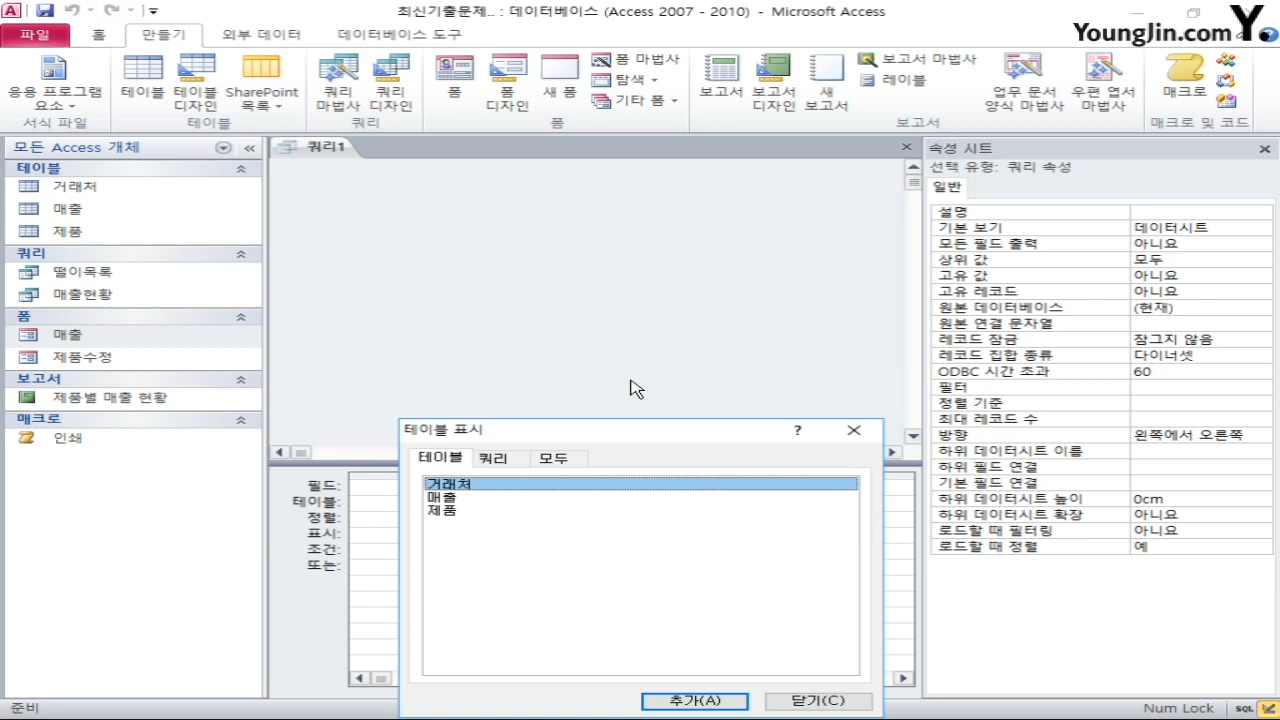 최신기출문제.. : 데이터베이스 (Access 2007 - 2010) - Microsoft Access
YoungJin.com Y.
파일 홈 만들기 외부 데이터 데이터베이스 도구
응용 프로그램 요소
서식 파일
테이블
테이블 디자인
SharePoint 목록
테이블
쿼리 마법사
쿼리 디자인
쿼리
폼
폼 디자인
새 폼
폼 마법사
탐색
기타 폼
폼
보고서
보고서 디자인
새 보고서
보고서 마법사
레이블
업무 문서 양식 마법사
우편 엽서 마법사
보고서
매크로
매크로 및 코드
모든 Access 개체
테이블
거래처
매출
제품
쿼리
떨이목록
매출현황
폼
매출
제품수정
보고서
제품별 매출 현황
매크로
인쇄
쿼리1
필드:
테이블:
정렬:
표시:
조건:
또는:
테이블 표시 ?
테이블 쿼리 모두
거래처
매출
제품
추가(A) 닫기(C)
속성 시트
선택 유형: 쿼리 속성
일반
설명
기본 보기 데이터시트
모든 필드 출력 아니요
상위 값 모두
고유 값 아니요
고유 레코드 아니요
원본 데이터베이스 (현재)
원본 연결 문자열
레코드 잠금 잠그지 않음
레코드 집합 종류 다이너셋
ODBC 시간 초과 60
필터
정렬 기준
최대 레코드 수
방향 왼쪽에서 오른쪽
하위 데이터시트 이름
하위 필드 연결
기본 필드 연결
하위 데이터시트 높이 0cm
하위 데이터시트 확장 아니요
로드할 때 필터링 아니요
로드할 때 정렬 예
준비 Num Lock SQL